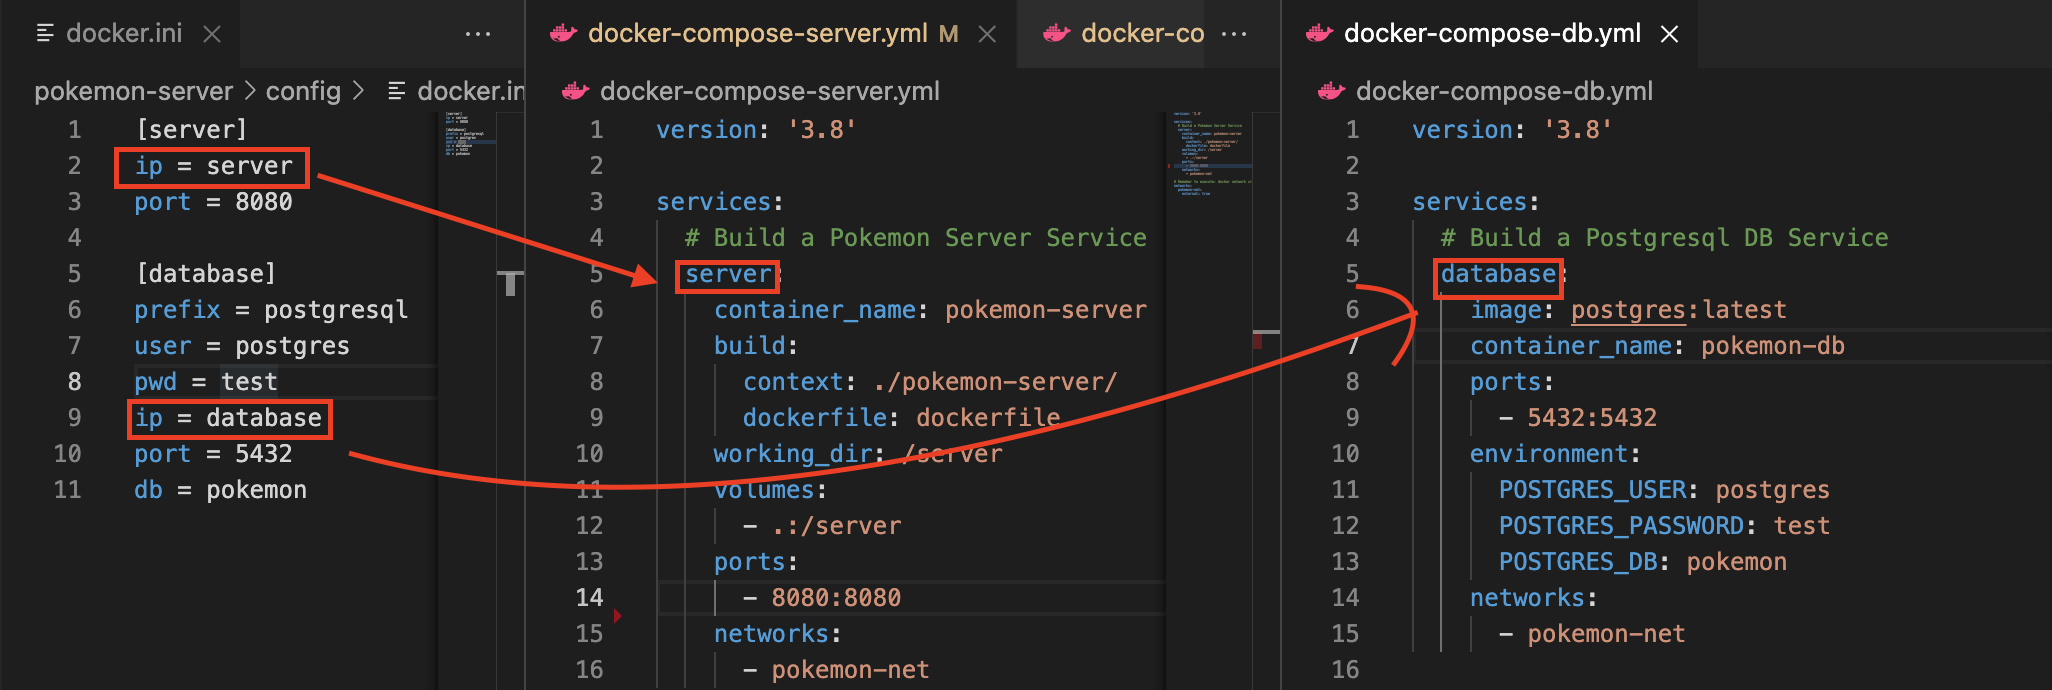 docker.ini
pokemon-server > config > docker.in
1 [server]
2 ip = server
3 port = 8080
4
5 [database]
6 prefix = postgresql
7 user = postgres
8 pwd = test
9 ip = database
10 port = 5432
11 db = pokemon
docker-compose-server.yml M
docker-co
docker-compose-server.yml
1 version: '3.8'
2
3 services:
4 # Build a Pokemon Server Service
5 server:
6 container_name: pokemon-server
7 build:
8 context: ./pokemon-server/
9 dockerfile: dockerfile
10 working_dir: /server
11 volumes:
12 - .:/server
13 ports:
14 - 8080:8080
15 networks:
16 - pokemon-net
docker-compose-db.yml
docker-compose-db.yml
1 version: '3.8'
2
3 services:
4 # Build a Postgresql DB Service
5 database:
6 image: postgres:latest
7 container_name: pokemon-db
8 ports:
9 - 5432:5432
10 environment:
11 POSTGRES_USER: postgres
12 POSTGRES_PASSWORD: test
13 POSTGRES_DB: pokemon
14 networks:
15 - pokemon-net
16